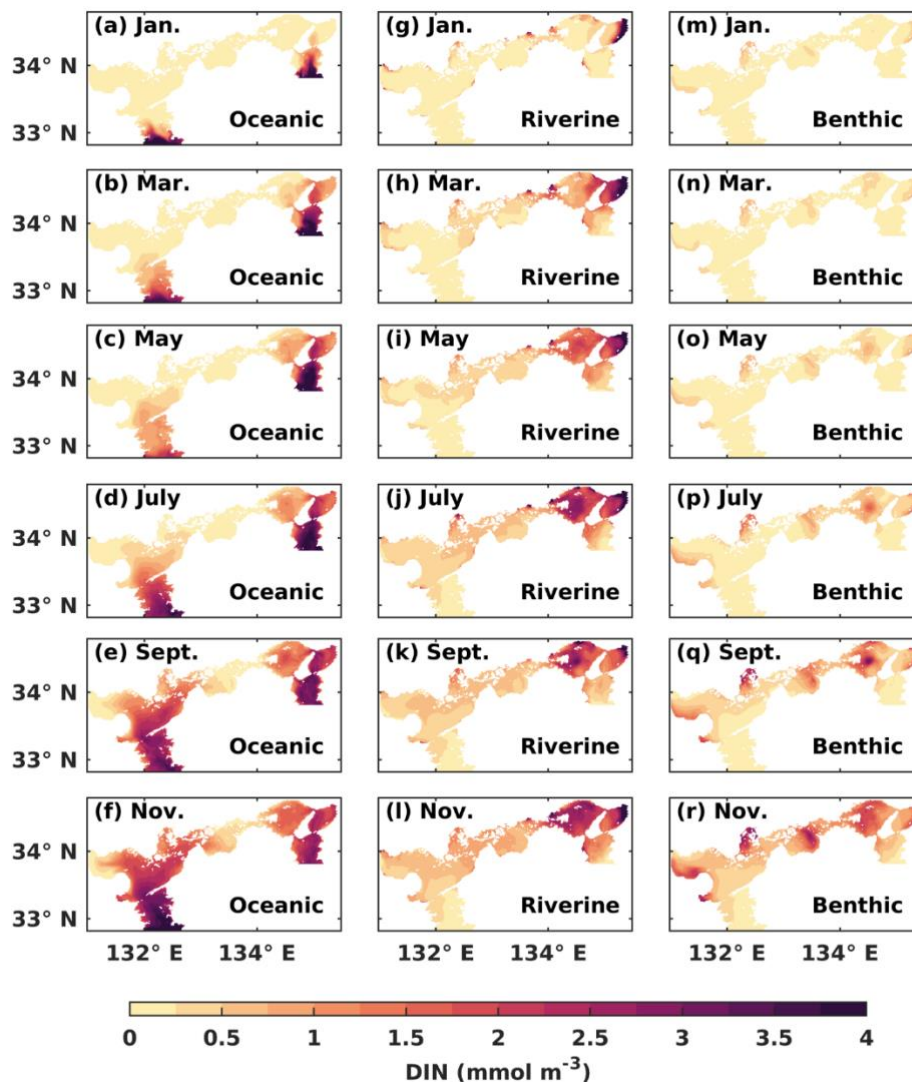 (a) Jan.
(g) Jan.
(m) Jan.
34° N
33° N
Oceanic
Riverine
Benthic
(b) Mar.
(h) Mar.
(n) Mar.
34° N
33° N
Oceanic
Riverine
Benthic
(c) May
(i) May
(o) May
34° N
33° N
Oceanic
Riverine
Benthic
(d) July
(j) July
(p) July
34° N
33° N
Oceanic
Riverine
Benthic
(e) Sept.
(k) Sept.
(q) Sept.
34° N
33° N
Oceanic
Riverine
Benthic
(f) Nov.
(l) Nov.
(r) Nov.
34° N
33° N
Oceanic
Riverine
Benthic
132° E 134° E
132° E 134° E
132° E 134° E
0 0.5 1 1.5 2 2.5 3 3.5 4
DIN (mmol m⁻³)